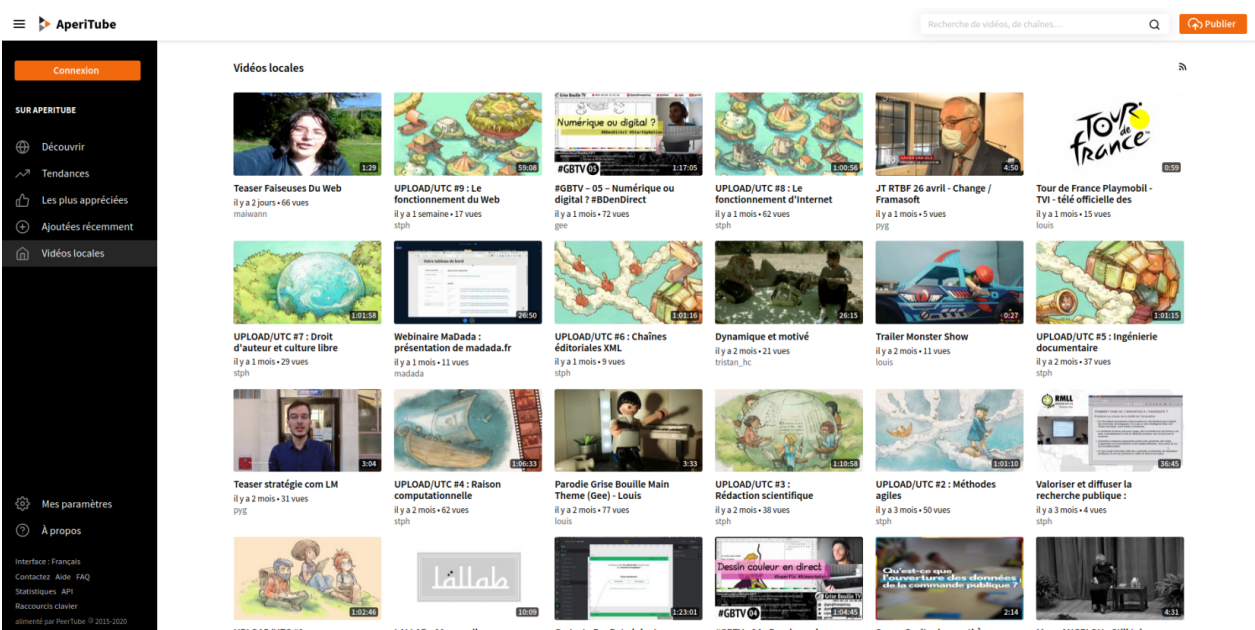 AperiTube
Recherche de vidéos, de chaînes…
Publier
Connexion
SUR APERITUBE
Découvrir
Tendances
Les plus appréciées
Ajoutées récemment
Vidéos locales
Mes paramètres
À propos
Interface : Français
Contactez Aide FAQ
Statistiques API
Raccourcis clavier
alimenté par PeerTube © 2015-2020
Vidéos locales
1:29
Teaser Faiseuses Du Web
il y a 2 jours • 66 vues
maiwann
59:08
UPLOAD/UTC #9 : Le
fonctionnement du Web
il y a 1 semaine • 17 vues
stph
Numérique ou digital ?
#GBTV 05
1:17:05
#GBTV – 05 – Numérique ou
digital ? #BDenDirect
il y a 1 mois • 72 vues
gee
1:00:56
UPLOAD/UTC #8 : Le
fonctionnement d'Internet
il y a 1 mois • 62 vues
stph
4:50
JT RTBF 26 avril - Change /
Framasoft
il y a 1 mois • 5 vues
pyg
TOUR
de
france
0:59
Tour de France Playmobil -
TVI - télé officielle des
il y a 1 mois • 15 vues
louis
1:01:58
UPLOAD/UTC #7 : Droit
d'auteur et culture libre
il y a 1 mois • 29 vues
stph
Votre tableau de bord
26:50
Webinaire MaDada :
présentation de madada.fr
il y a 1 mois • 11 vues
madada
1:01:16
UPLOAD/UTC #6 : Chaînes
éditoriales XML
il y a 1 mois • 9 vues
stph
26:15
Dynamique et motivé
il y a 2 mois • 21 vues
tristan_hc
0:27
Trailer Monster Show
il y a 2 mois • 11 vues
louis
1:01:15
UPLOAD/UTC #5 : Ingénierie
documentaire
il y a 2 mois • 37 vues
stph
3:04
Teaser stratégie com LM
il y a 2 mois • 31 vues
pyg
1:06:33
UPLOAD/UTC #4 : Raison
computationnelle
il y a 2 mois • 62 vues
stph
3:33
Parodie Grise Bouille Main
Theme (Gee) - Louis
il y a 2 mois • 77 vues
louis
1:10:58
UPLOAD/UTC #3 :
Rédaction scientifique
il y a 2 mois • 38 vues
stph
1:01:10
UPLOAD/UTC #2 : Méthodes
agiles
il y a 3 mois • 50 vues
stph
RMLL
36:45
Valoriser et diffuser la
recherche publique :
il y a 3 mois • 4 vues
stph
1:02:46
lallab
10:09
1:23:01
Dessin couleur en direct
Grise Bouille TV
#GBTV 04
1:04:45
Qu'est-ce que
l'ouverture des données
de la commande publique ?
2:14
4:31